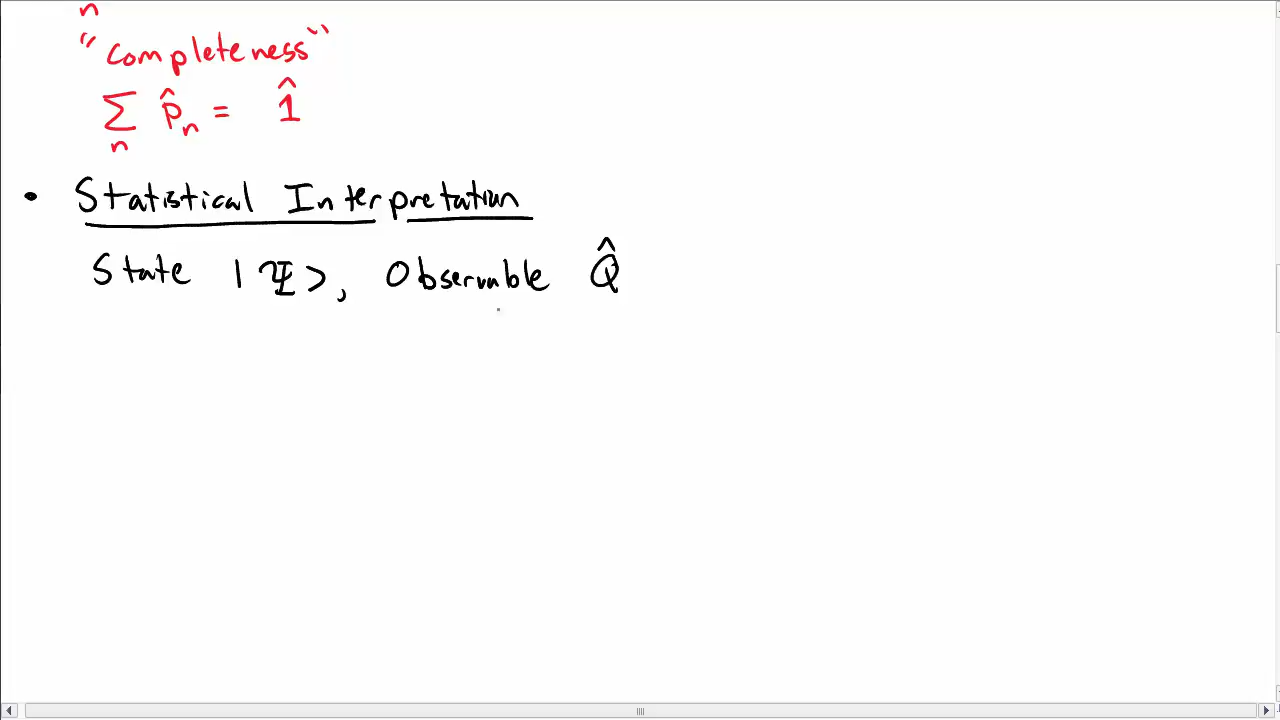 n
"completeness"
∑ p̂ₙ = 1̂
n
• Statistical Interpretation
State |Ψ>, Observable Q̂